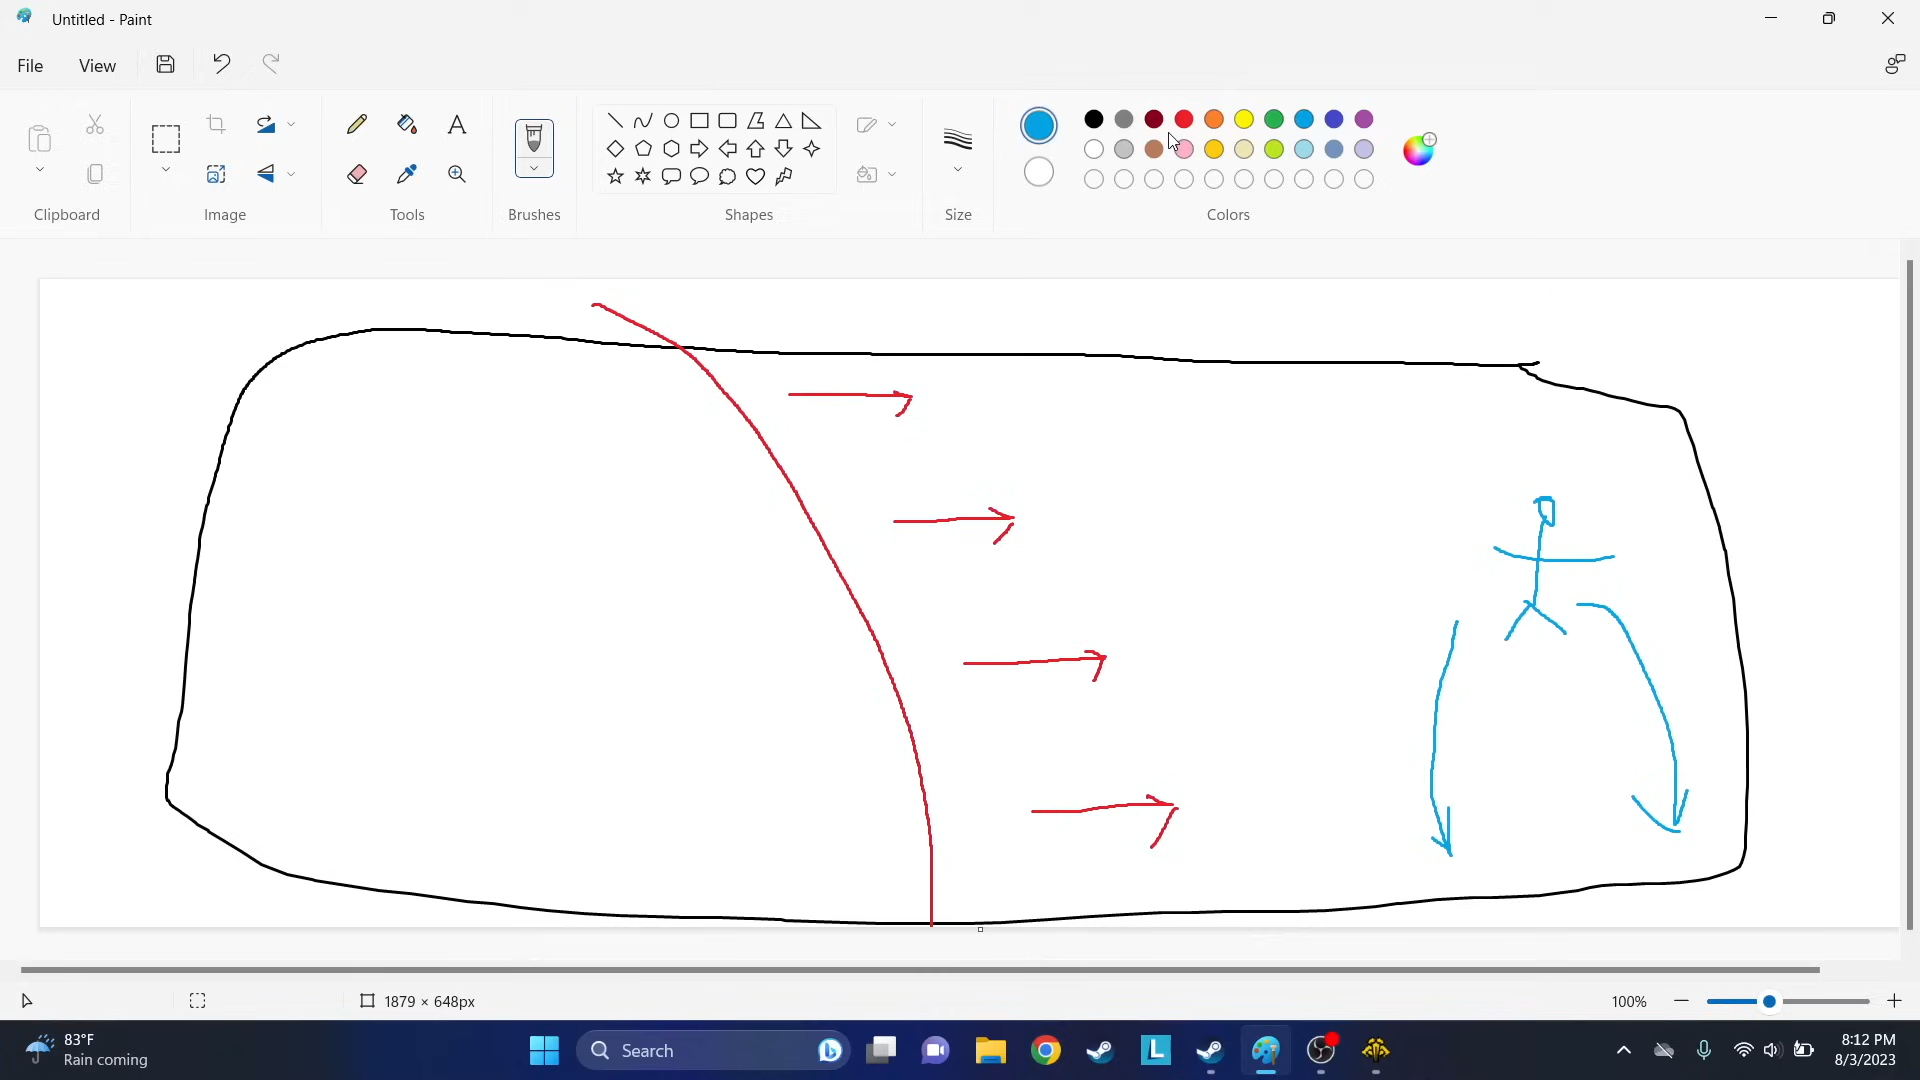 Untitled - Paint
File View
Clipboard Image Tools Brushes Shapes Size Colors
1879 × 648px 100%
83°F
Rain coming
Search
L
8:12 PM
8/3/2023